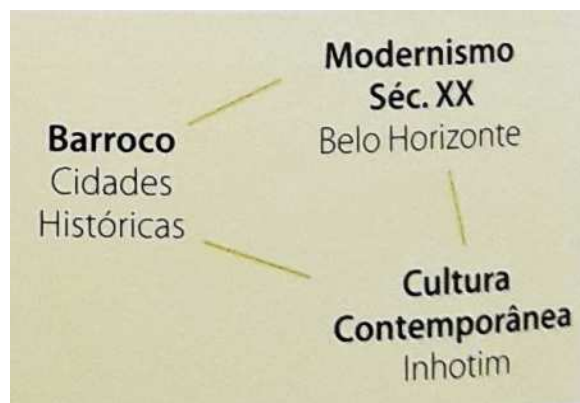 Barroco
Cidades
Históricas
Modernismo
Séc. XX
Belo Horizonte
Cultura
Contemporânea
Inhotim